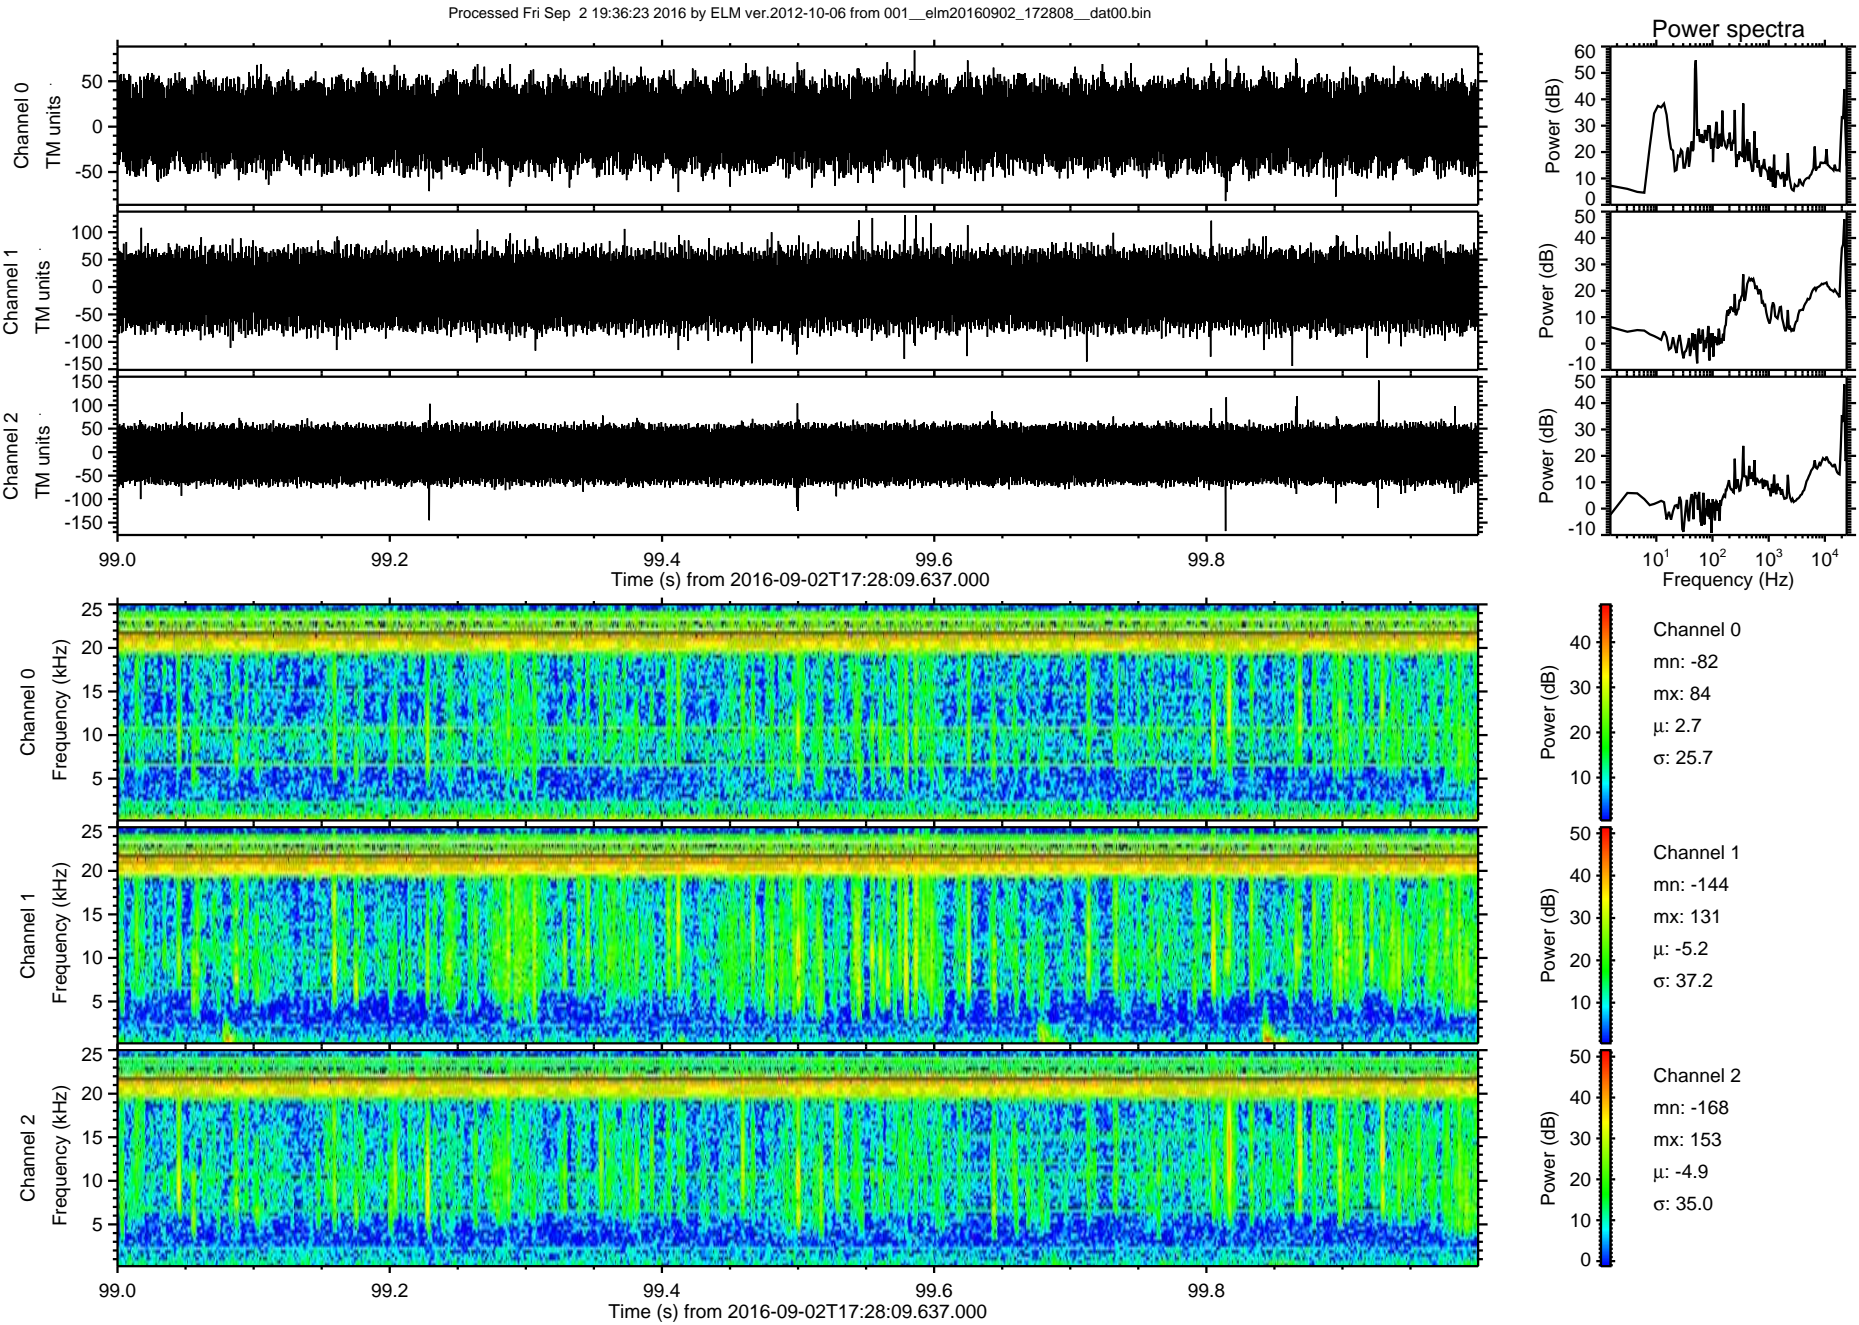 Processed Fri Sep 2 19:36:23 2016 by ELM ver.2012-10-06 from 001__elm20160902_172808__dat00.bin
Power spectra
Channel 0
TM units
50
0
-50
Power (dB)
60
50
40
30
20
10
0
Channel 1
TM units
100
50
0
-50
-100
-150
Power (dB)
50
40
30
20
10
0
-10
Channel 2
TM units
150
100
50
0
-50
-100
-150
Power (dB)
50
40
30
20
10
0
-10
99.0 99.2 99.4 99.6 99.8
Time (s) from 2016-09-02T17:28:09.637.000
10^1 10^2 10^3 10^4
Frequency (Hz)
Channel 0
Frequency (kHz)
25
20
15
10
5
Power (dB)
40
30
20
10
Channel 0
mn: -82
mx: 84
μ: 2.7
σ: 25.7
Channel 1
Frequency (kHz)
25
20
15
10
5
Power (dB)
50
40
30
20
10
Channel 1
mn: -144
mx: 131
μ: -5.2
σ: 37.2
Channel 2
Frequency (kHz)
25
20
15
10
5
Power (dB)
50
40
30
20
10
0
Channel 2
mn: -168
mx: 153
μ: -4.9
σ: 35.0
99.0 99.2 99.4 99.6 99.8
Time (s) from 2016-09-02T17:28:09.637.000